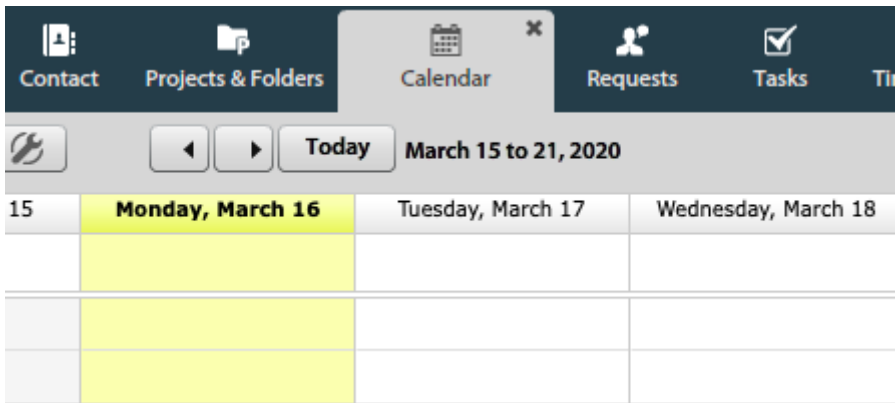 Contact Projects & Folders Calendar Requests Tasks
Today March 15 to 21, 2020
15 Monday, March 16 Tuesday, March 17 Wednesday, March 18